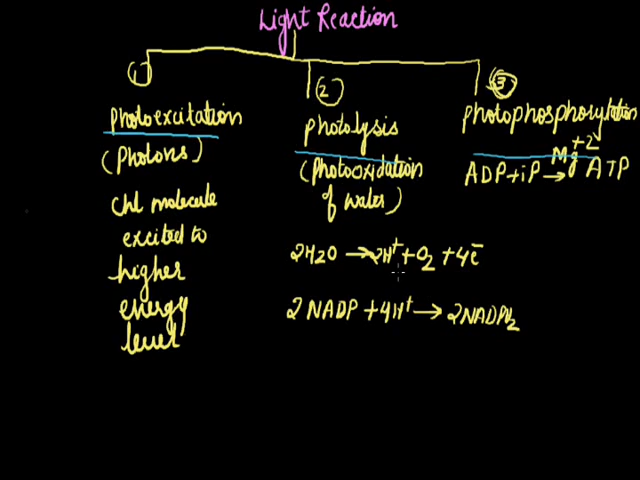 Light Reaction
1
Photoexcitation
(Photons)
Chl molecule
excited to
higher
energy
level
2
Photolysis
(Photooxidation
of water)
2H2O → 2H⁺ + O₂ + 4e⁻
2 NADP + 4H⁺ → 2NADPH₂
3
Photophosphorylation
Mg⁺²
ADP + iP → ATP